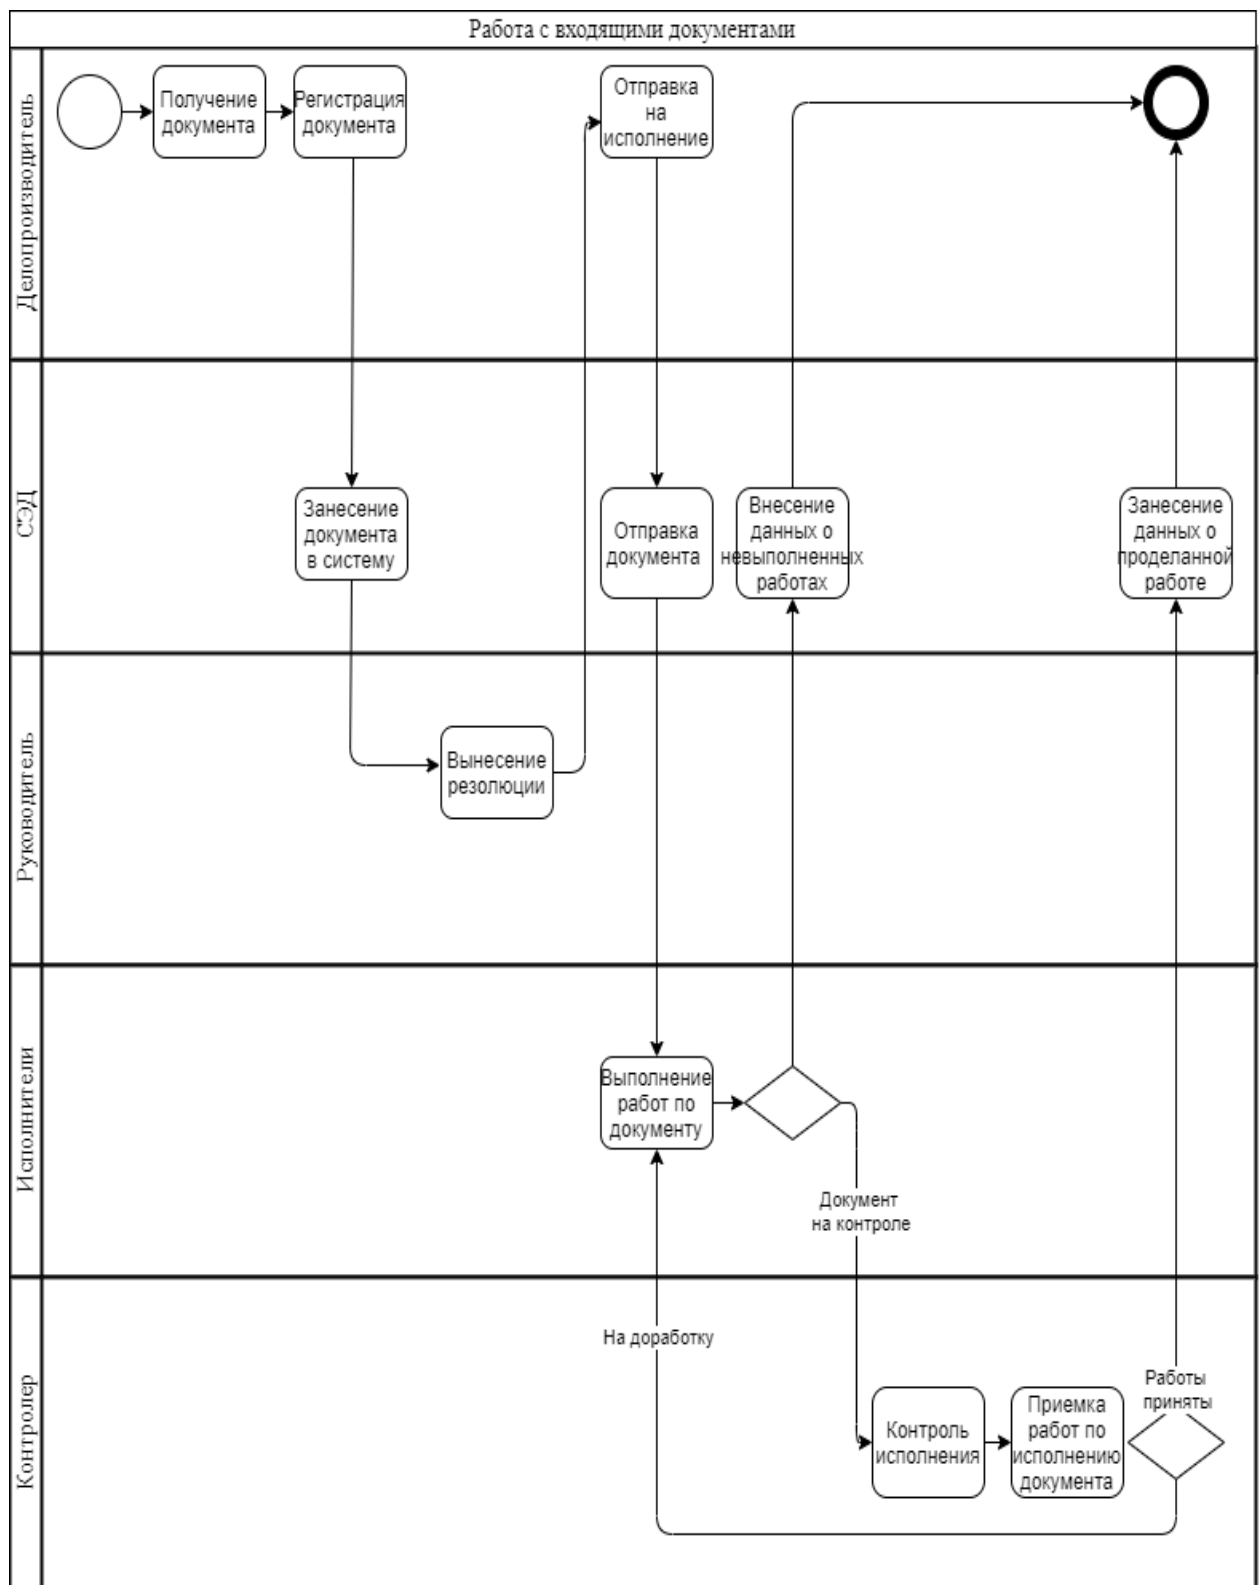 Работа с входящими документами
Делопроизводитель
Получение
документа
Регистрация
документа
Отправка
на
исполнение
СЭД
Занесение
документа
в систему
Отправка
документа
Внесение
данных о
невыполненных
работах
Занесение
данных о
проделанной
работе
Руководитель
Вынесение
резолюции
Исполнители
Выполнение
работ по
документу
Документ
на контроле
Контролер
На доработку
Контроль
исполнения
Приемка
работ по
исполнению
документа
Работы
приняты